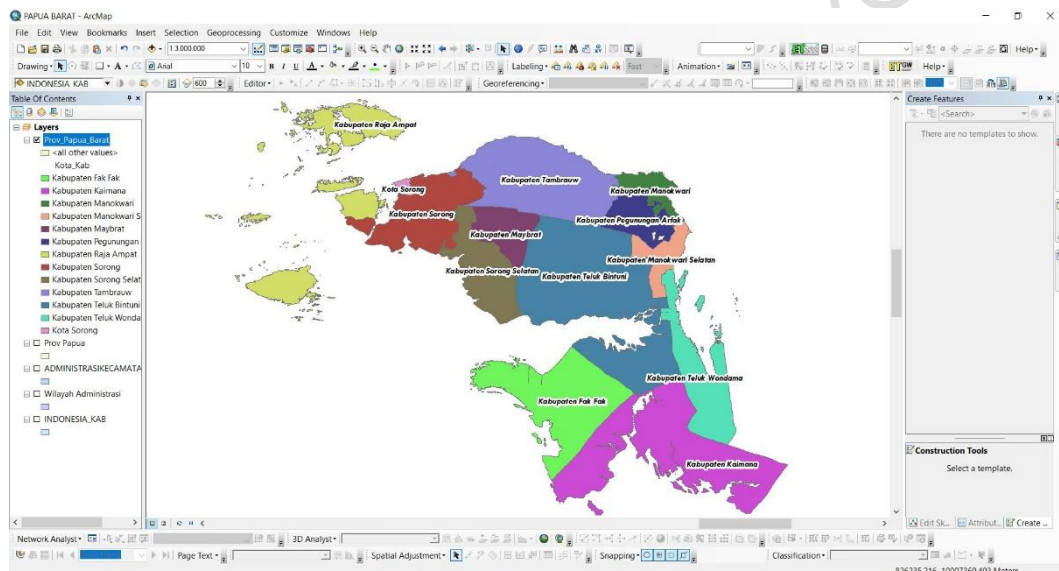 PAPUA BARAT - ArcMap
File Edit View Bookmarks Insert Selection Geoprocessing Customize Windows Help
1:3.000.000
Help
Drawing Arial 10 B I U A Labeling Fast Animation Help
INDONESIA_KAB 600 Editor Georeferencing
Table Of Contents
Layers
Prov_Papua_Barat
<all other values>
Kota_Kab
Kabupaten Fak Fak
Kabupaten Kaimana
Kabupaten Manokwari
Kabupaten Manokwari S
Kabupaten Maybrat
Kabupaten Pegunungan
Kabupaten Raja Ampat
Kabupaten Sorong
Kabupaten Sorong Selat
Kabupaten Tambrauw
Kabupaten Teluk Bintuni
Kabupaten Teluk Wonda
Kota Sorong
Prov Papua
ADMINISTRASIKECAMATA
Wilayah Administrasi
INDONESIA_KAB
Kabupaten Raja Ampat
Kota Sorong
Kabupaten Tambrauw
Kabupaten Manokwari
Kabupaten Sorong
Kabupaten Pegunungan Arfak
Kabupaten Maybrat
Kabupaten Manokwari Selatan
Kabupaten Sorong Selatan
Kabupaten Teluk Bintuni
Kabupaten Teluk Wondama
Kabupaten Fak Fak
Kabupaten Kaimana
Create Features
<Search>
There are no templates to show.
Construction Tools
Select a template.
Edit Sk... Attribut... Create ...
Network Analyst 3D Analyst
Page Text Spatial Adjustment Snapping Classification
826235,216 10007360,403 Meters